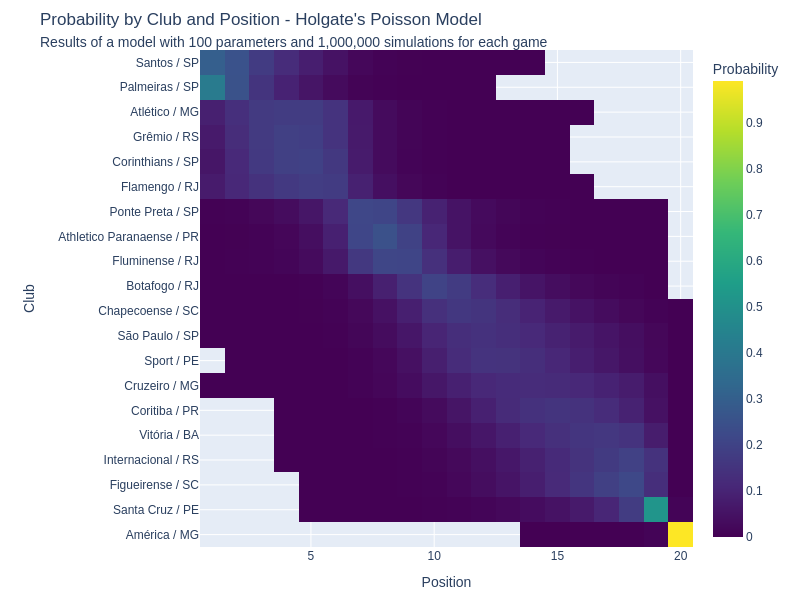 Probability by Club and Position - Holgate's Poisson Model
Results of a model with 100 parameters and 1,000,000 simulations for each game
Probability
Santos / SP
Palmeiras / SP
Atlético / MG
Grêmio / RS
Corinthians / SP
Flamengo / RJ
Ponte Preta / SP
Athletico Paranaense / PR
Fluminense / RJ
Botafogo / RJ
Chapecoense / SC
São Paulo / SP
Sport / PE
Cruzeiro / MG
Coritiba / PR
Vitória / BA
Internacional / RS
Figueirense / SC
Santa Cruz / PE
América / MG
Club
5
10
15
20
Position
0.9
0.8
0.7
0.6
0.5
0.4
0.3
0.2
0.1
0